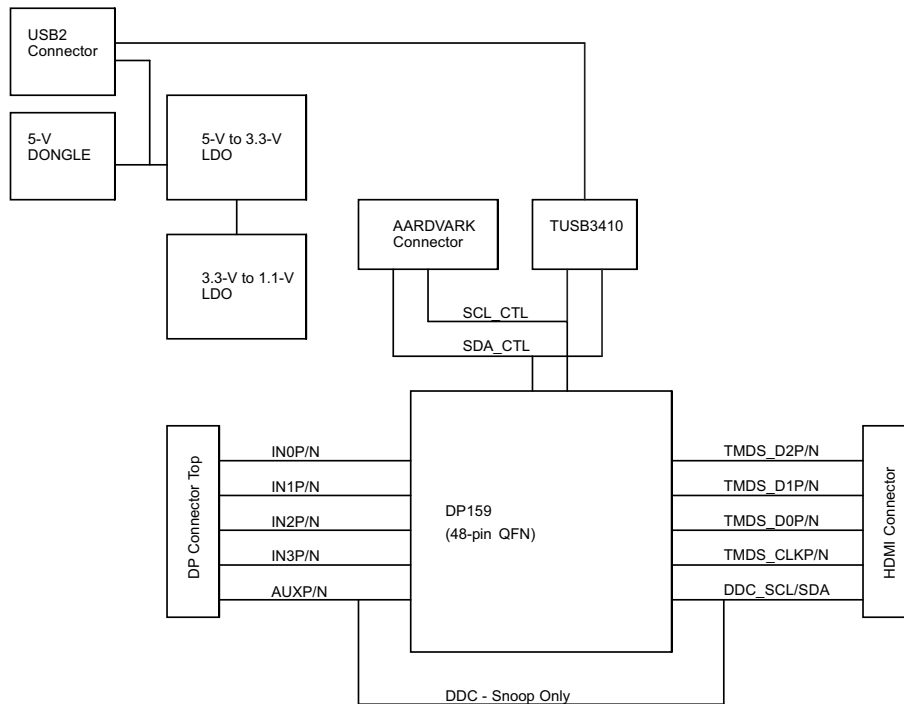 USB2
Connector
5-V
DONGLE
5-V to 3.3-V
LDO
3.3-V to 1.1-V
LDO
AARDVARK
Connector
TUSB3410
SCL_CTL
SDA_CTL
DP Connector Top
IN0P/N
IN1P/N
IN2P/N
IN3P/N
AUXP/N
DP159
(48-pin QFN)
TMDS_D2P/N
TMDS_D1P/N
TMDS_D0P/N
TMDS_CLKP/N
DDC_SCL/SDA
HDMI Connector
DDC - Snoop Only